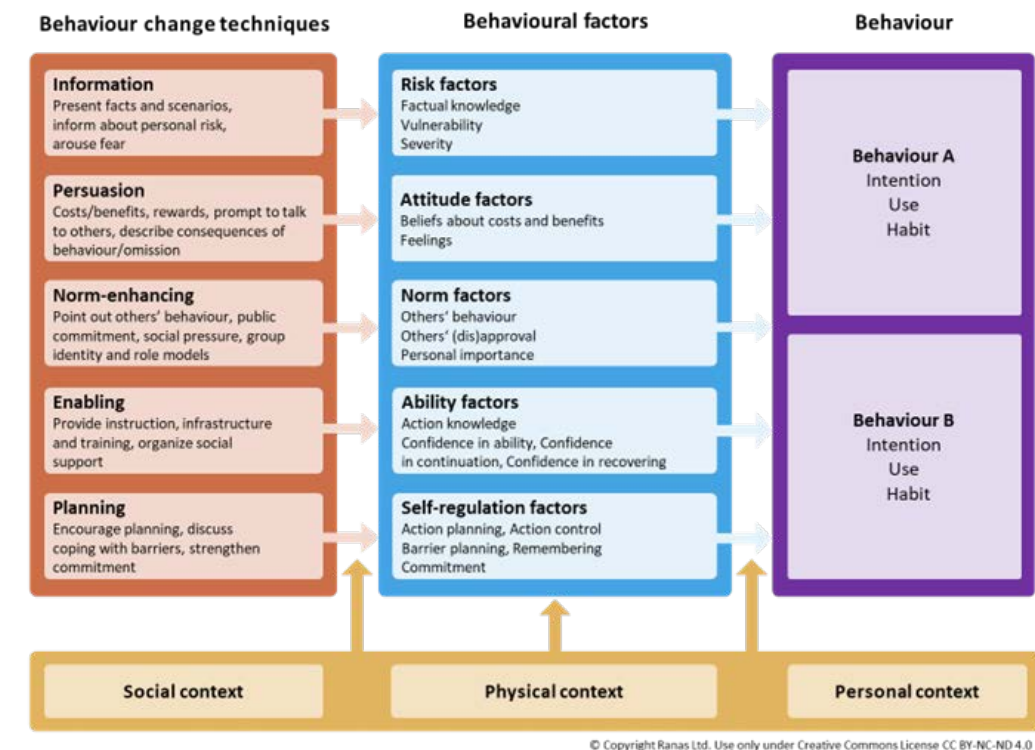 Behaviour change techniques
Information
Present facts and scenarios,
inform about personal risk,
arouse fear
Persuasion
Costs/benefits, rewards, prompt to talk
to others, describe consequences of
behaviour/omission
Norm-enhancing
Point out others' behaviour, public
commitment, social pressure, group
identity and role models
Enabling
Provide instruction, infrastructure
and training, organize social
support
Planning
Encourage planning, discuss
coping with barriers, strengthen
commitment
Behavioural factors
Risk factors
Factual knowledge
Vulnerability
Severity
Attitude factors
Beliefs about costs and benefits
Feelings
Norm factors
Others' behaviour
Others' (dis)approval
Personal importance
Ability factors
Action knowledge
Confidence in ability, Confidence
in continuation, Confidence in recovering
Self-regulation factors
Action planning, Action control
Barrier planning, Remembering
Commitment
Behaviour
Behaviour A
Intention
Use
Habit
Behaviour B
Intention
Use
Habit
Social context
Physical context
Personal context
© Copyright Ranas Ltd. Use only under Creative Commons License CC BY-NC-ND 4.0